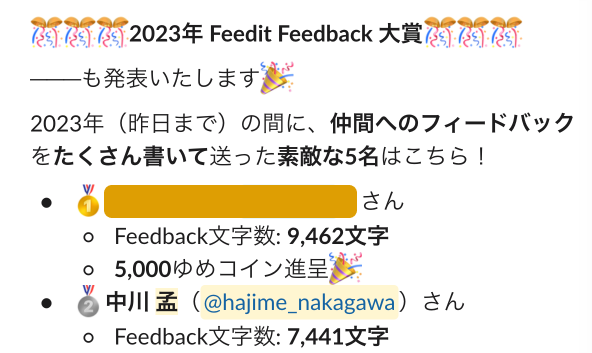 🎊🎊🎊2023年 Feedit Feedback 大賞🎊🎊🎊
――も発表いたします🎉
2023年（昨日まで）の間に、仲間へのフィードバック
をたくさん書いて送った素敵な5名はこちら！
• 🥇 さん
◦ Feedback文字数: 9,462文字
◦ 5,000ゆめコイン進呈🎉
• 🥈中川 孟（@hajime_nakagawa）さん
◦ Feedback文字数: 7,441文字